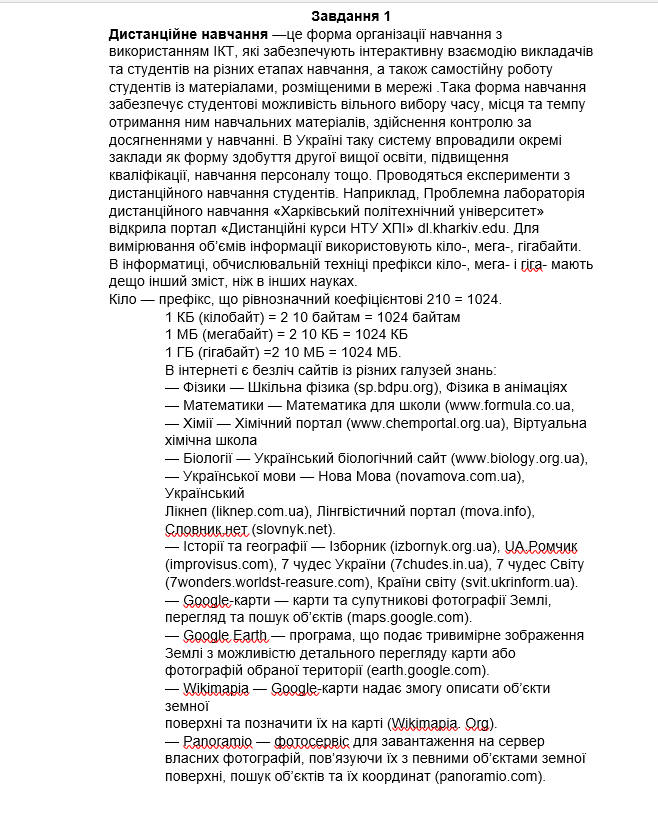 Завдання 1
Дистанційне навчання —це форма організації навчання з
використанням ІКТ, які забезпечують інтерактивну взаємодію викладачів
та студентів на різних етапах навчання, а також самостійну роботу
студентів із матеріалами, розміщеними в мережі .Така форма навчання
забезпечує студентові можливість вільного вибору часу, місця та темпу
отримання ним навчальних матеріалів, здійснення контролю за
досягненнями у навчанні. В Україні таку систему впровадили окремі
заклади як форму здобуття другої вищої освіти, підвищення
кваліфікації, навчання персоналу тощо. Проводяться експерименти з
дистанційного навчання студентів. Наприклад, Проблемна лабораторія
дистанційного навчання «Харківський політехнічний університет»
відкрила портал «Дистанційні курси НТУ ХПІ» dl.kharkiv.edu. Для
вимірювання об’ємів інформації використовують кіло-, мега-, гігабайти.
В інформатиці, обчислювальній техніці префікси кіло-, мега- і гіга- мають
дещо інший зміст, ніж в інших науках.
Кіло — префікс, що рівнозначний коефіцієнтові 210 = 1024.
1 КБ (кілобайт) = 2 10 байтам = 1024 байтам
1 МБ (мегабайт) = 2 10 КБ = 1024 КБ
1 ГБ (гігабайт) =2 10 МБ = 1024 МБ.
В інтернеті є безліч сайтів із різних галузей знань:
— Фізики — Шкільна фізика (sp.bdpu.org), Фізика в анімаціях
— Математики — Математика для школи (www.formula.co.ua,
— Хімії — Хімічний портал (www.chemportal.org.ua), Віртуальна
хімічна школа
— Біології — Український біологічний сайт (www.biology.org.ua),
— Української мови — Нова Мова (novamova.com.ua),
Український
Лікнеп (liknep.com.ua), Лінгвістичний портал (mova.info),
Словник.нет (slovnyk.net).
— Історії та географії — Ізборник (izbornyk.org.ua), UA.Ромчик
(improvisus.com), 7 чудес України (7chudes.in.ua), 7 чудес Світу
(7wonders.worldst-reasure.com), Країни світу (svit.ukrinform.ua).
— Google-карти — карти та супутникові фотографії Землі,
перегляд та пошук об’єктів (maps.google.com).
— Google Earth — програма, що подає тривимірне зображення
Землі з можливістю детального перегляду карти або
фотографій обраної території (earth.google.com).
— Wikimapia — Google-карти надає змогу описати об’єкти
земної
поверхні та позначити їх на карті (Wikimapia. Org).
— Panoramio — фотосервіс для завантаження на сервер
власних фотографій, пов’язуючи їх з певними об’єктами земної
поверхні, пошук об’єктів та їх координат (panoramio.com).